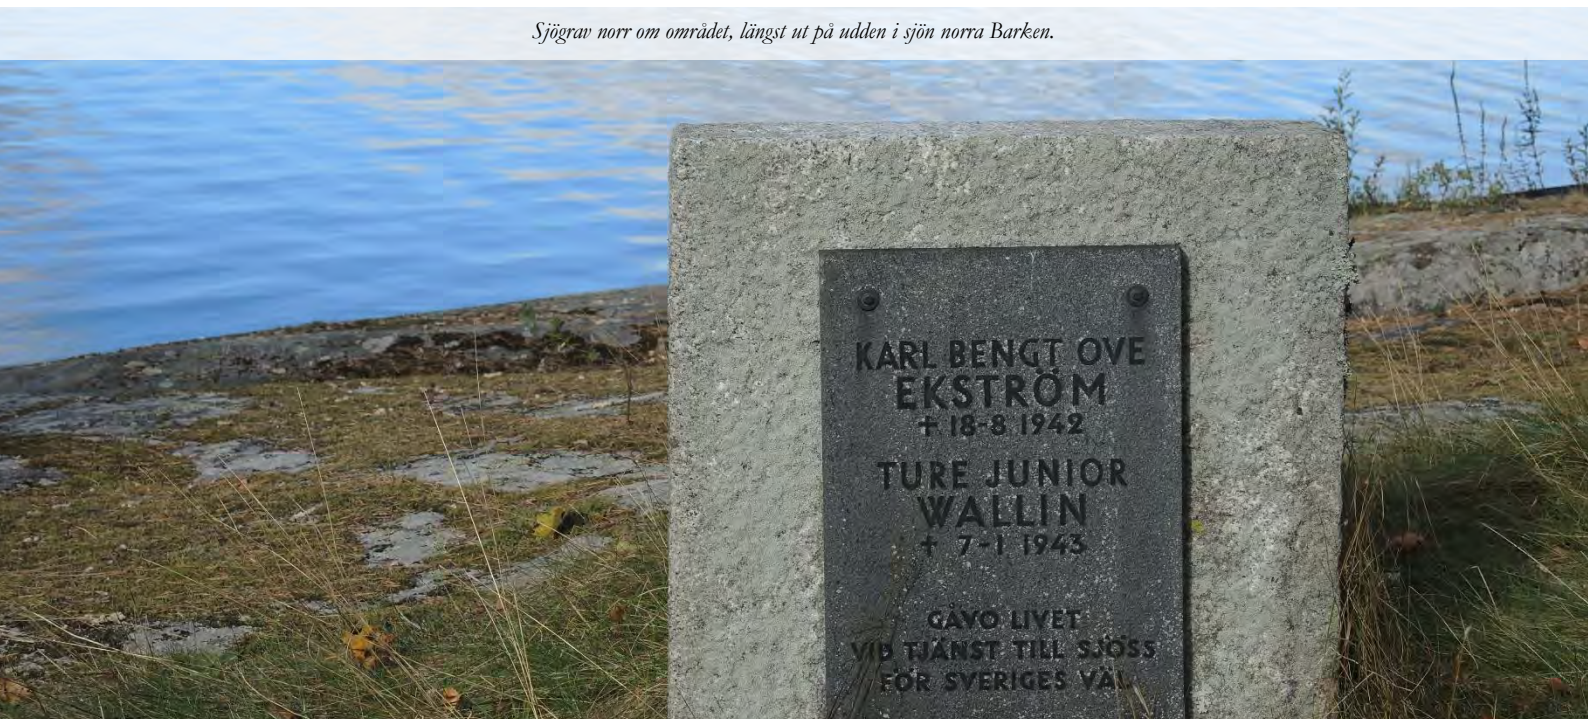 Sjögrav norr om området, längst ut på udden i sjön norra Barken.
KARL BENGT OVE
EKSTRÖM
+ 18-8 1942
TURE JUNIOR
WALLIN
+ 7-1 1943
GÅVO LIVET
VID TJÄNST TILL SJÖSS
FÖR SVERIGES VÄL